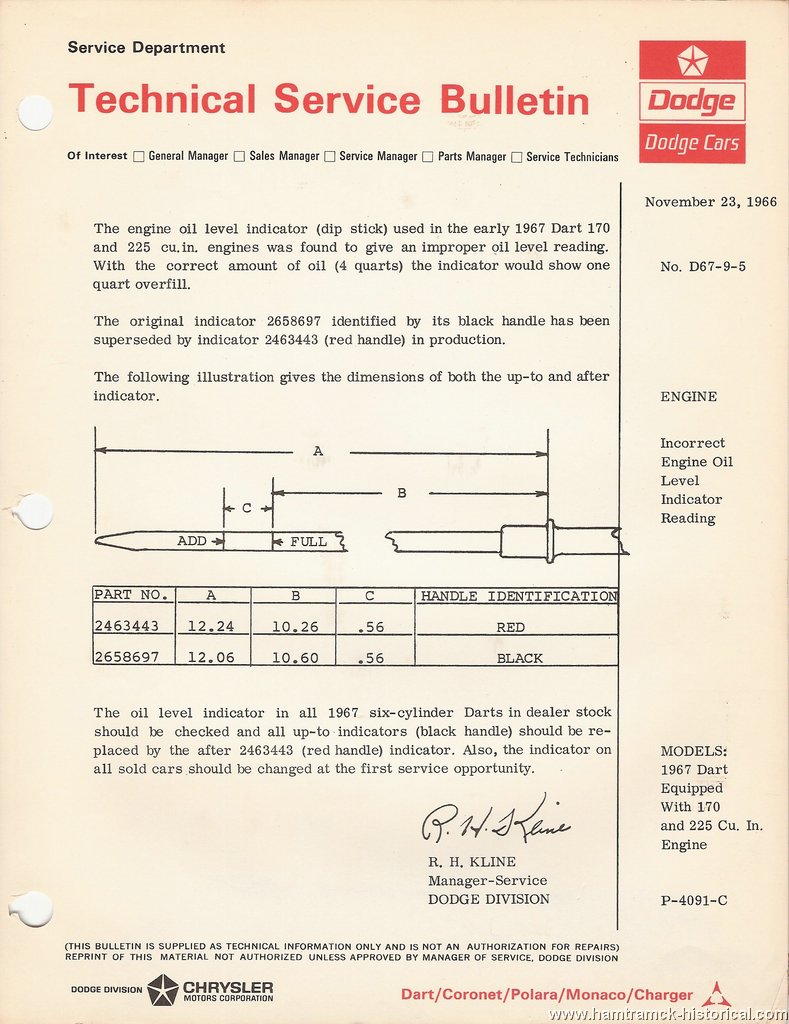 Service Department
Technical Service Bulletin
Dodge
Dodge Cars
Of Interest □ General Manager □ Sales Manager □ Service Manager □ Parts Manager □ Service Technicians
November 23, 1966
No. D67-9-5
The engine oil level indicator (dip stick) used in the early 1967 Dart 170
and 225 cu.in. engines was found to give an improper oil level reading.
With the correct amount of oil (4 quarts) the indicator would show one
quart overfill.
The original indicator 2658697 identified by its black handle has been
superseded by indicator 2463443 (red handle) in production.
The following illustration gives the dimensions of both the up-to and after
indicator.
ENGINE
Incorrect
Engine Oil
Level
Indicator
Reading
A
B
C
ADD
FULL
PART NO. A B C HANDLE IDENTIFICATION
2463443 12.24 10.26 .56 RED
2658697 12.06 10.60 .56 BLACK
The oil level indicator in all 1967 six-cylinder Darts in dealer stock
should be checked and all up-to indicators (black handle) should be re-
placed by the after 2463443 (red handle) indicator. Also, the indicator on
all sold cars should be changed at the first service opportunity.
MODELS:
1967 Dart
Equipped
With 170
and 225 Cu. In.
Engine
R. H. Kline
R. H. KLINE
Manager-Service
DODGE DIVISION
P-4091-C
(THIS BULLETIN IS SUPPLIED AS TECHNICAL INFORMATION ONLY AND IS NOT AN AUTHORIZATION FOR REPAIRS)
REPRINT OF THIS MATERIAL NOT AUTHORIZED UNLESS APPROVED BY MANAGER OF SERVICE, DODGE DIVISION
DODGE DIVISION CHRYSLER
MOTORS CORPORATION
Dart/Coronet/Polara/Monaco/Charger
www.hamtramck-historical.com